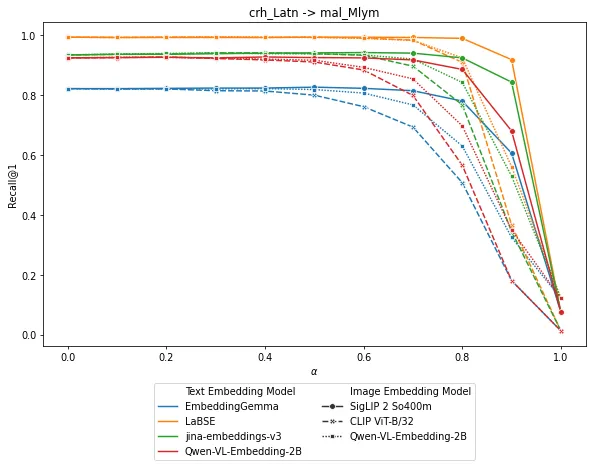 crh_Latn -> mal_Mlym
1.0
0.8
0.6
0.4
0.2
0.0
Recall@1
0.0 0.2 0.4 0.6 0.8 1.0
α
Text Embedding Model Image Embedding Model
EmbeddingGemma SigLIP 2 So400m
LaBSE CLIP ViT-B/32
jina-embeddings-v3 Qwen-VL-Embedding-2B
Qwen-VL-Embedding-2B